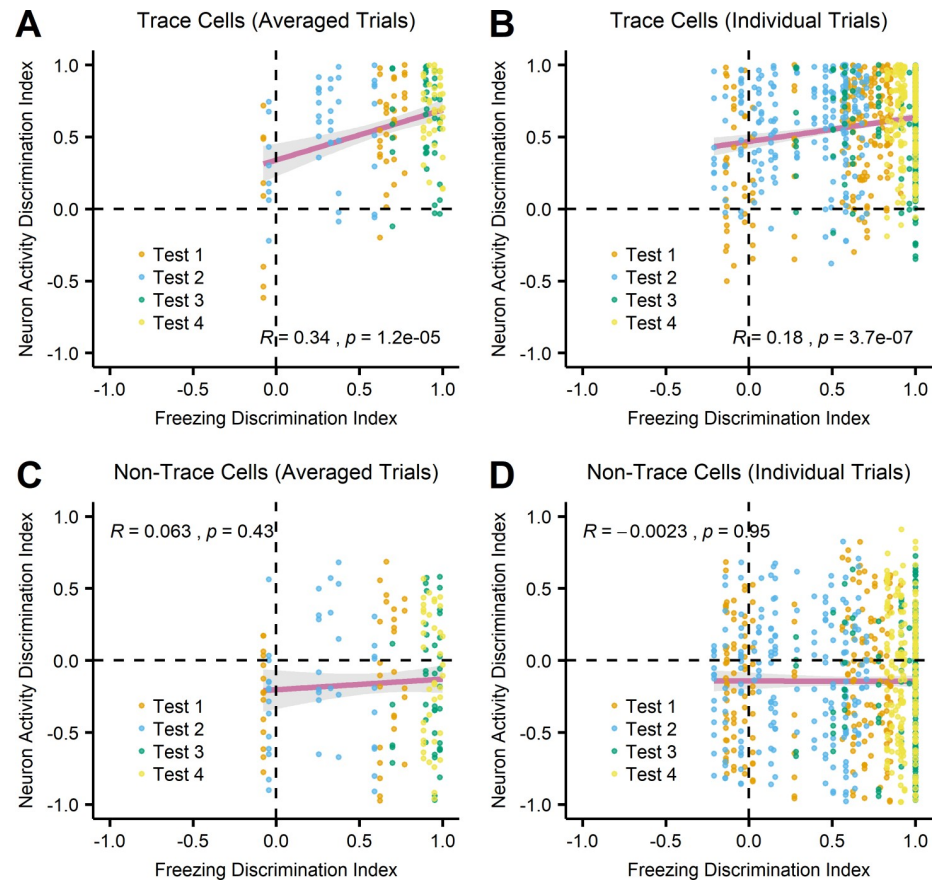 A
Trace Cells (Averaged Trials)
Neuron Activity Discrimination Index
1.0
0.5
0.0
-0.5
-1.0
Test 1
Test 2
Test 3
Test 4
R = 0.34 , p = 1.2e-05
-1.0 -0.5 0.0 0.5 1.0
Freezing Discrimination Index
B
Trace Cells (Individual Trials)
Neuron Activity Discrimination Index
1.0
0.5
0.0
-0.5
-1.0
Test 1
Test 2
Test 3
Test 4
R = 0.18 , p = 3.7e-07
-1.0 -0.5 0.0 0.5 1.0
Freezing Discrimination Index
C
Non-Trace Cells (Averaged Trials)
Neuron Activity Discrimination Index
1.0
0.5
0.0
-0.5
-1.0
R = 0.063 , p = 0.43
Test 1
Test 2
Test 3
Test 4
-1.0 -0.5 0.0 0.5 1.0
Freezing Discrimination Index
D
Non-Trace Cells (Individual Trials)
Neuron Activity Discrimination Index
1.0
0.5
0.0
-0.5
-1.0
R = −0.0023 , p = 0.95
Test 1
Test 2
Test 3
Test 4
-1.0 -0.5 0.0 0.5 1.0
Freezing Discrimination Index